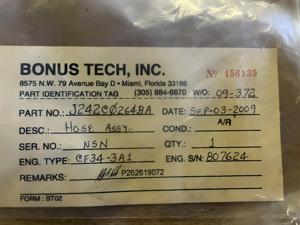 BONUS TECH, INC.
8575 N.W. 79 Avenue Bay D • Miami, Florida 33166 Nº 156139
PART IDENTIFICATION TAG (305) 884-6670 W/O: 09-372
PART NO.: J242C0264BA DATE: SEP-03-2009
DESC.: HOSE ASSY. COND.: A/R
SER. NO.: NSN QTY.: 1
ENG. TYPE: CF34-3A1 ENG. S/N: 807624
REMARKS: P262619072
FORM : BT02